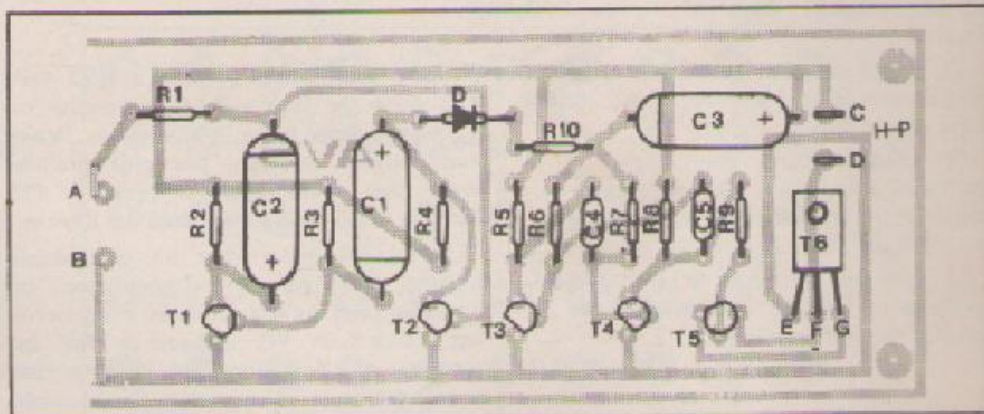 R1
D
C3
+
C
H-P
R10
D
A
B
EVA
R2
C2
+
R3
C1
+
R4
R5
R6
C4
R7
R8
C5
R9
T6
T1
T2
T3
T4
T5
E
F
G